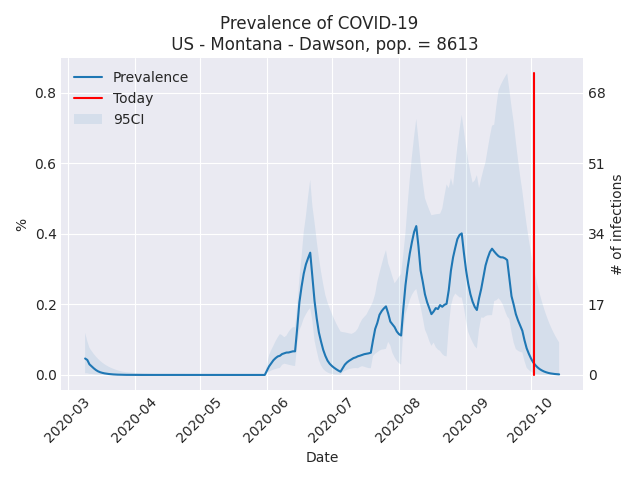 Prevalence of COVID-19
US - Montana - Dawson, pop. = 8613
Prevalence
Today
95CI
0.8
0.6
0.4
0.2
0.0
%
68
51
34
17
0
# of infections
2020-03
2020-04
2020-05
2020-06
2020-07
2020-08
2020-09
2020-10
Date